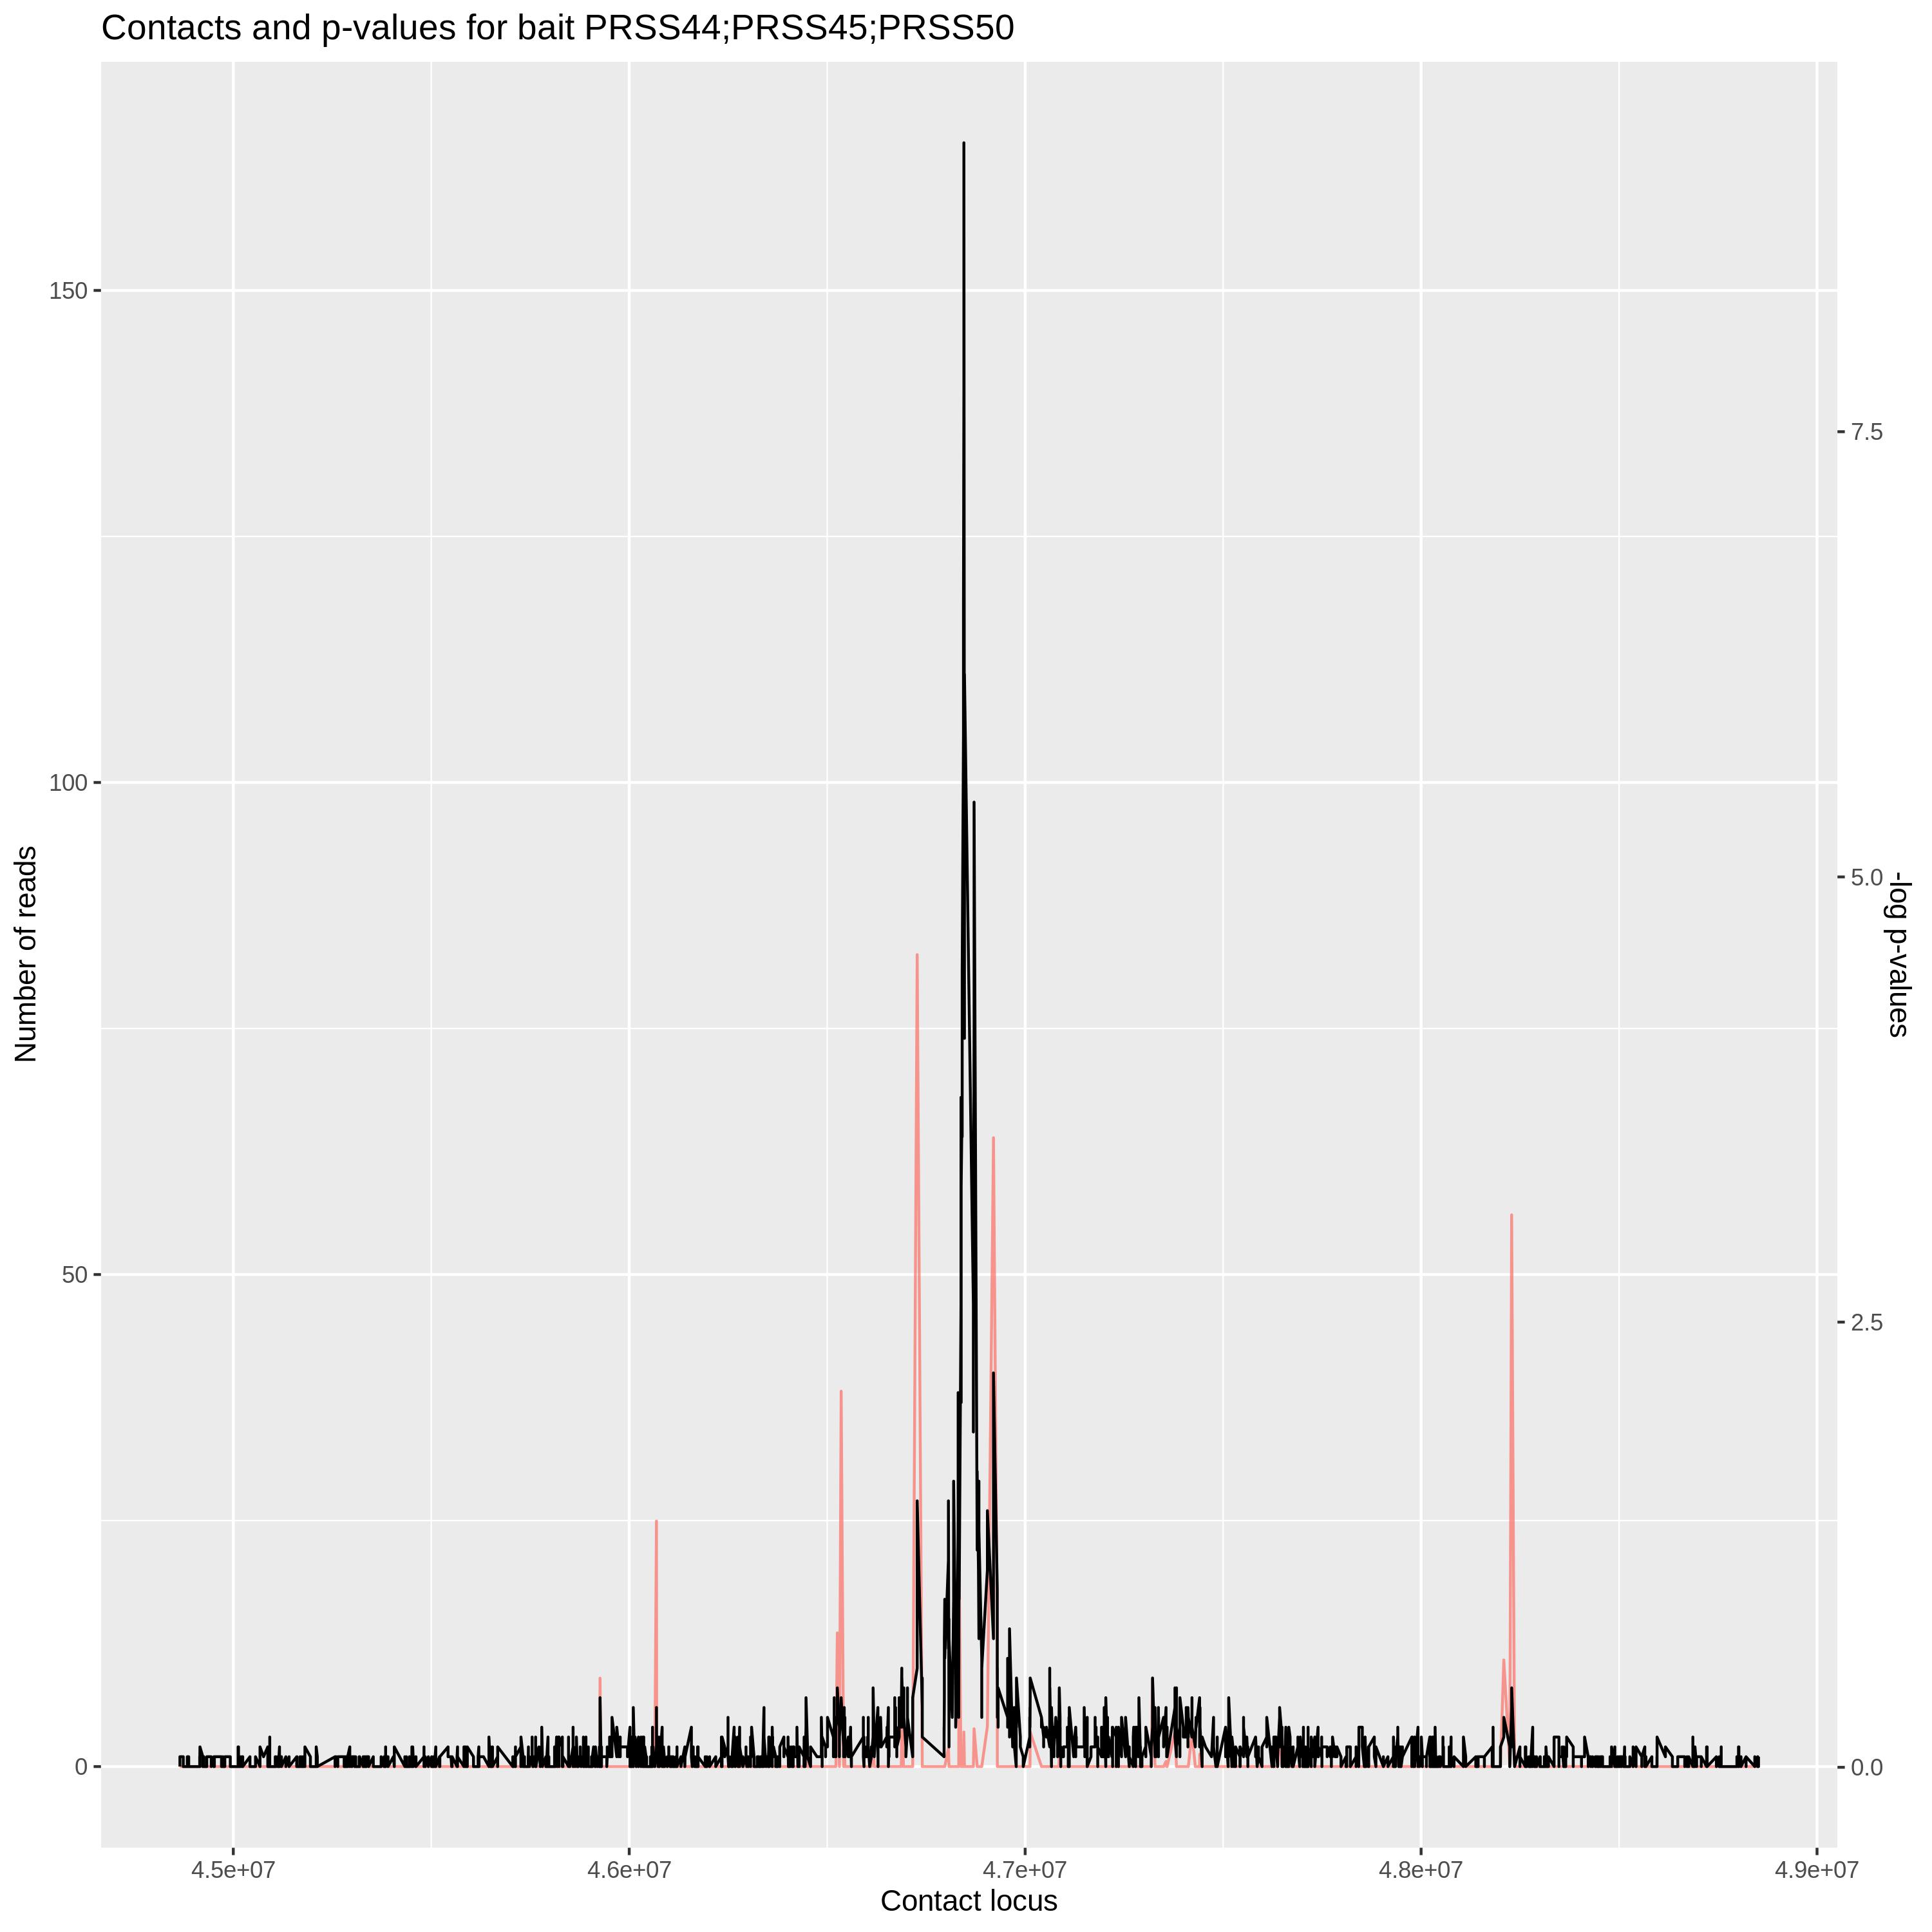 Contacts and p-values for bait PRSS44;PRSS45;PRSS50
150
100
50
0
Number of reads
7.5
5.0
2.5
0.0
-log p-values
4.5e+07 4.6e+07 4.7e+07 4.8e+07 4.9e+07
Contact locus